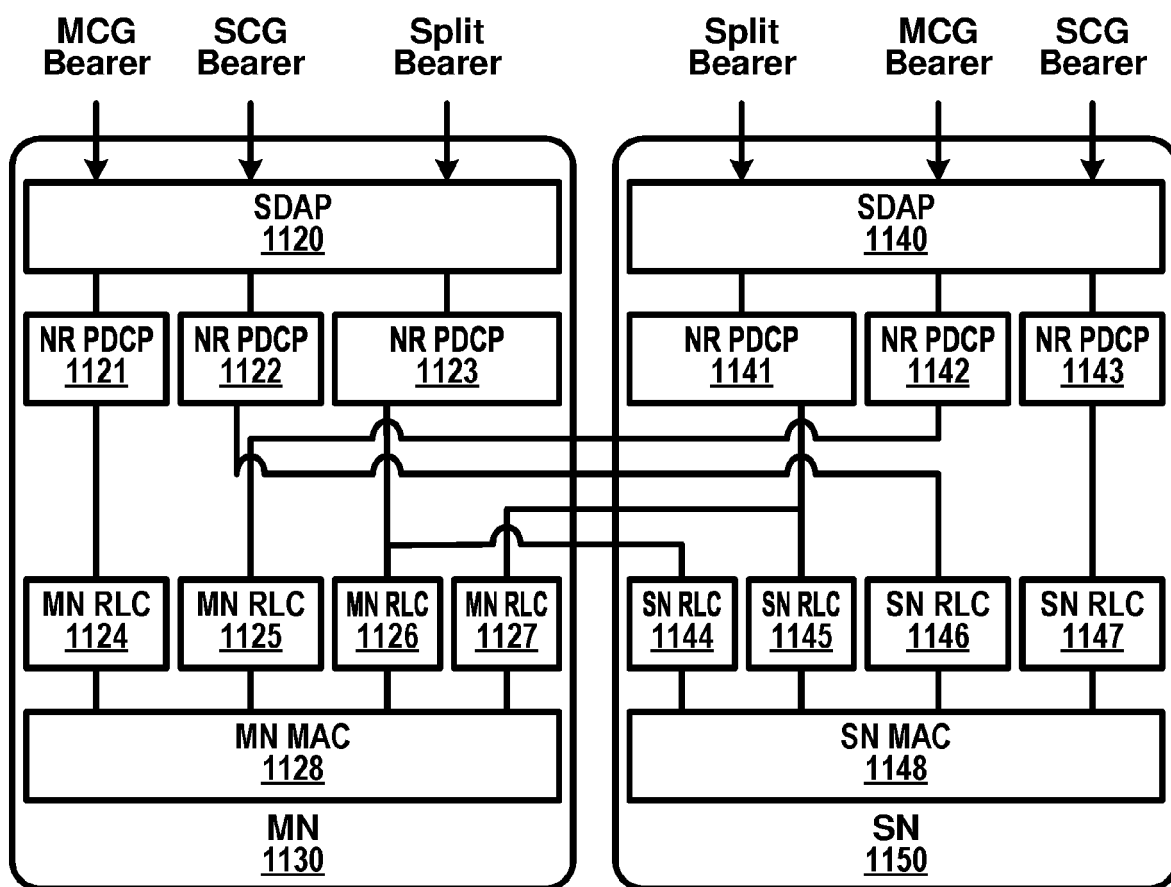 MCG Bearer
SCG Bearer
Split Bearer
Split Bearer
MCG Bearer
SCG Bearer
SDAP
1120
SDAP
1140
NR PDCP
1121
NR PDCP
1122
NR PDCP
1123
NR PDCP
1141
NR PDCP
1142
NR PDCP
1143
MN RLC
1124
MN RLC
1125
MN RLC
1126
MN RLC
1127
SN RLC
1144
SN RLC
1145
SN RLC
1146
SN RLC
1147
MN MAC
1128
SN MAC
1148
MN
1130
SN
1150